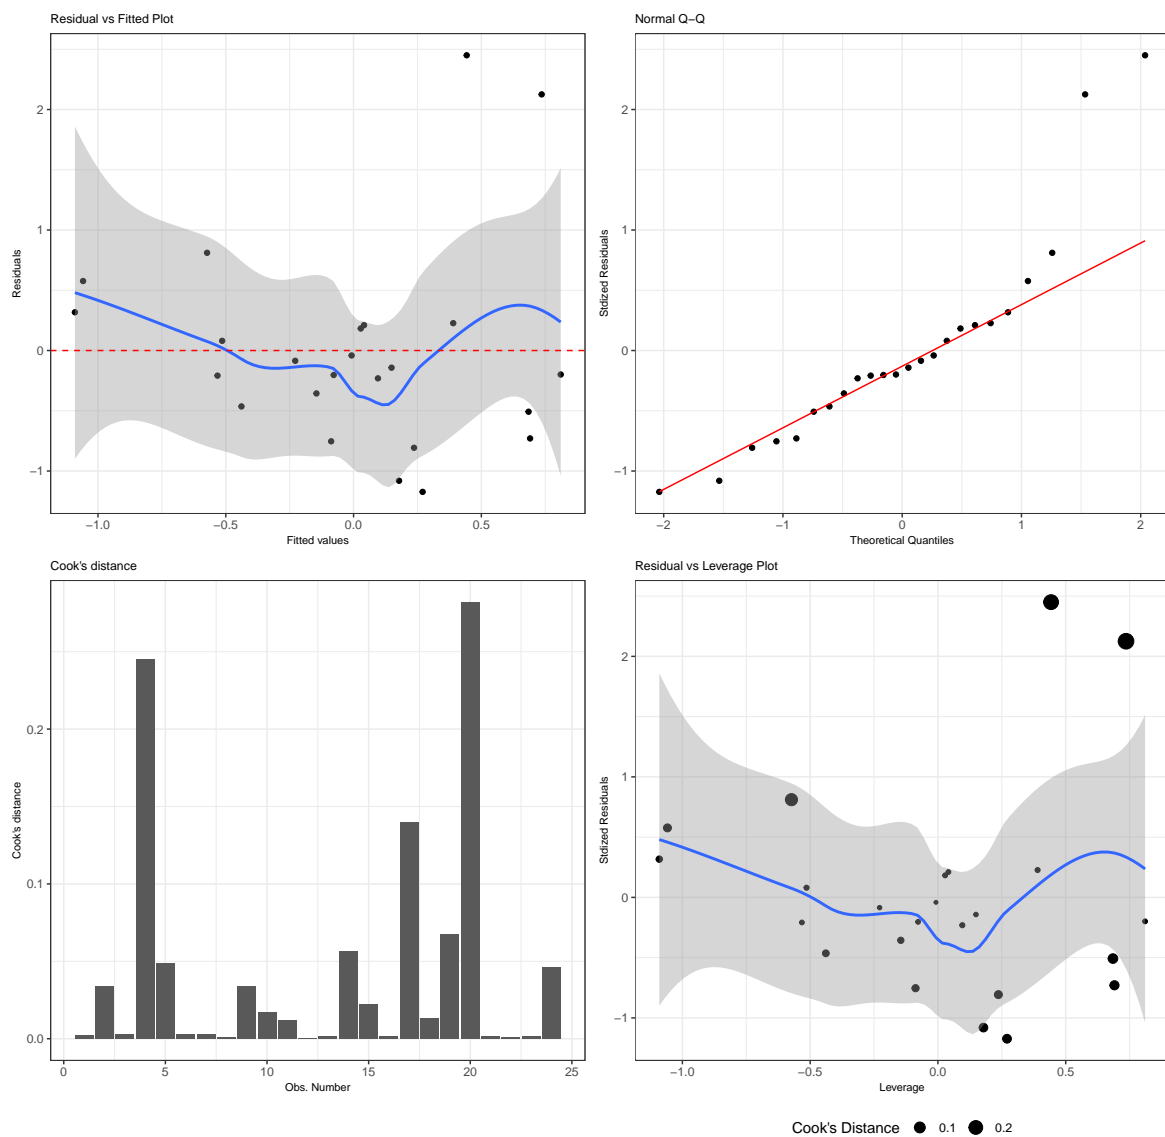 Residual vs Fitted Plot
Normal Q−Q
2
1
0
−1
−1.0 −0.5 0.0 0.5
Residuals
Fitted values
2
1
0
−1
−2 −1 0 1 2
Stdized Residuals
Theoretical Quantiles
Cook's distance
Residual vs Leverage Plot
0.2
0.1
0.0
0 5 10 15 20 25
Cook's distance
Obs. Number
2
1
0
−1
−1.0 −0.5 0.0 0.5
Stdized Residuals
Leverage
Cook's Distance 0.1 0.2